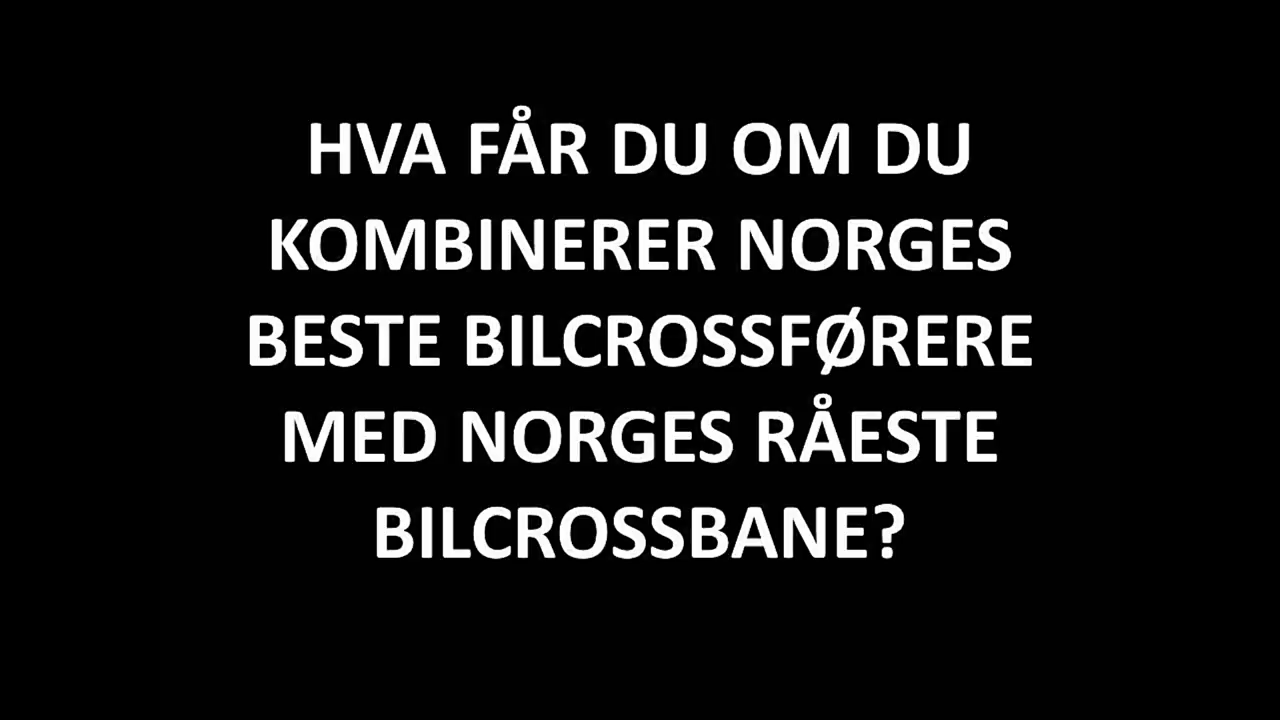 HVA FÅR DU OM DU
KOMBINERER NORGES
BESTE BILCROSSFØRERE
MED NORGES RÅESTE
BILCROSSBANE?